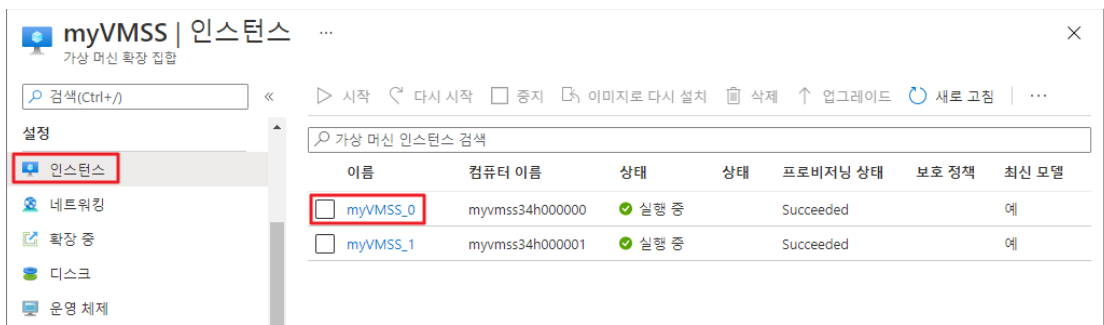 myVMSS | 인스턴스 ...
가상 머신 확장 집합
검색(Ctrl+/)
시작 다시 시작 중지 이미지로 다시 설치 삭제 업그레이드 새로 고침 ...
설정
가상 머신 인스턴스 검색
인스턴스
네트워킹
확장 중
디스크
운영 체제
이름 컴퓨터 이름 상태 상태 프로비저닝 상태 보호 정책 최신 모델
myVMSS_0 myvmss34h000000 실행 중 Succeeded 예
myVMSS_1 myvmss34h000001 실행 중 Succeeded 예